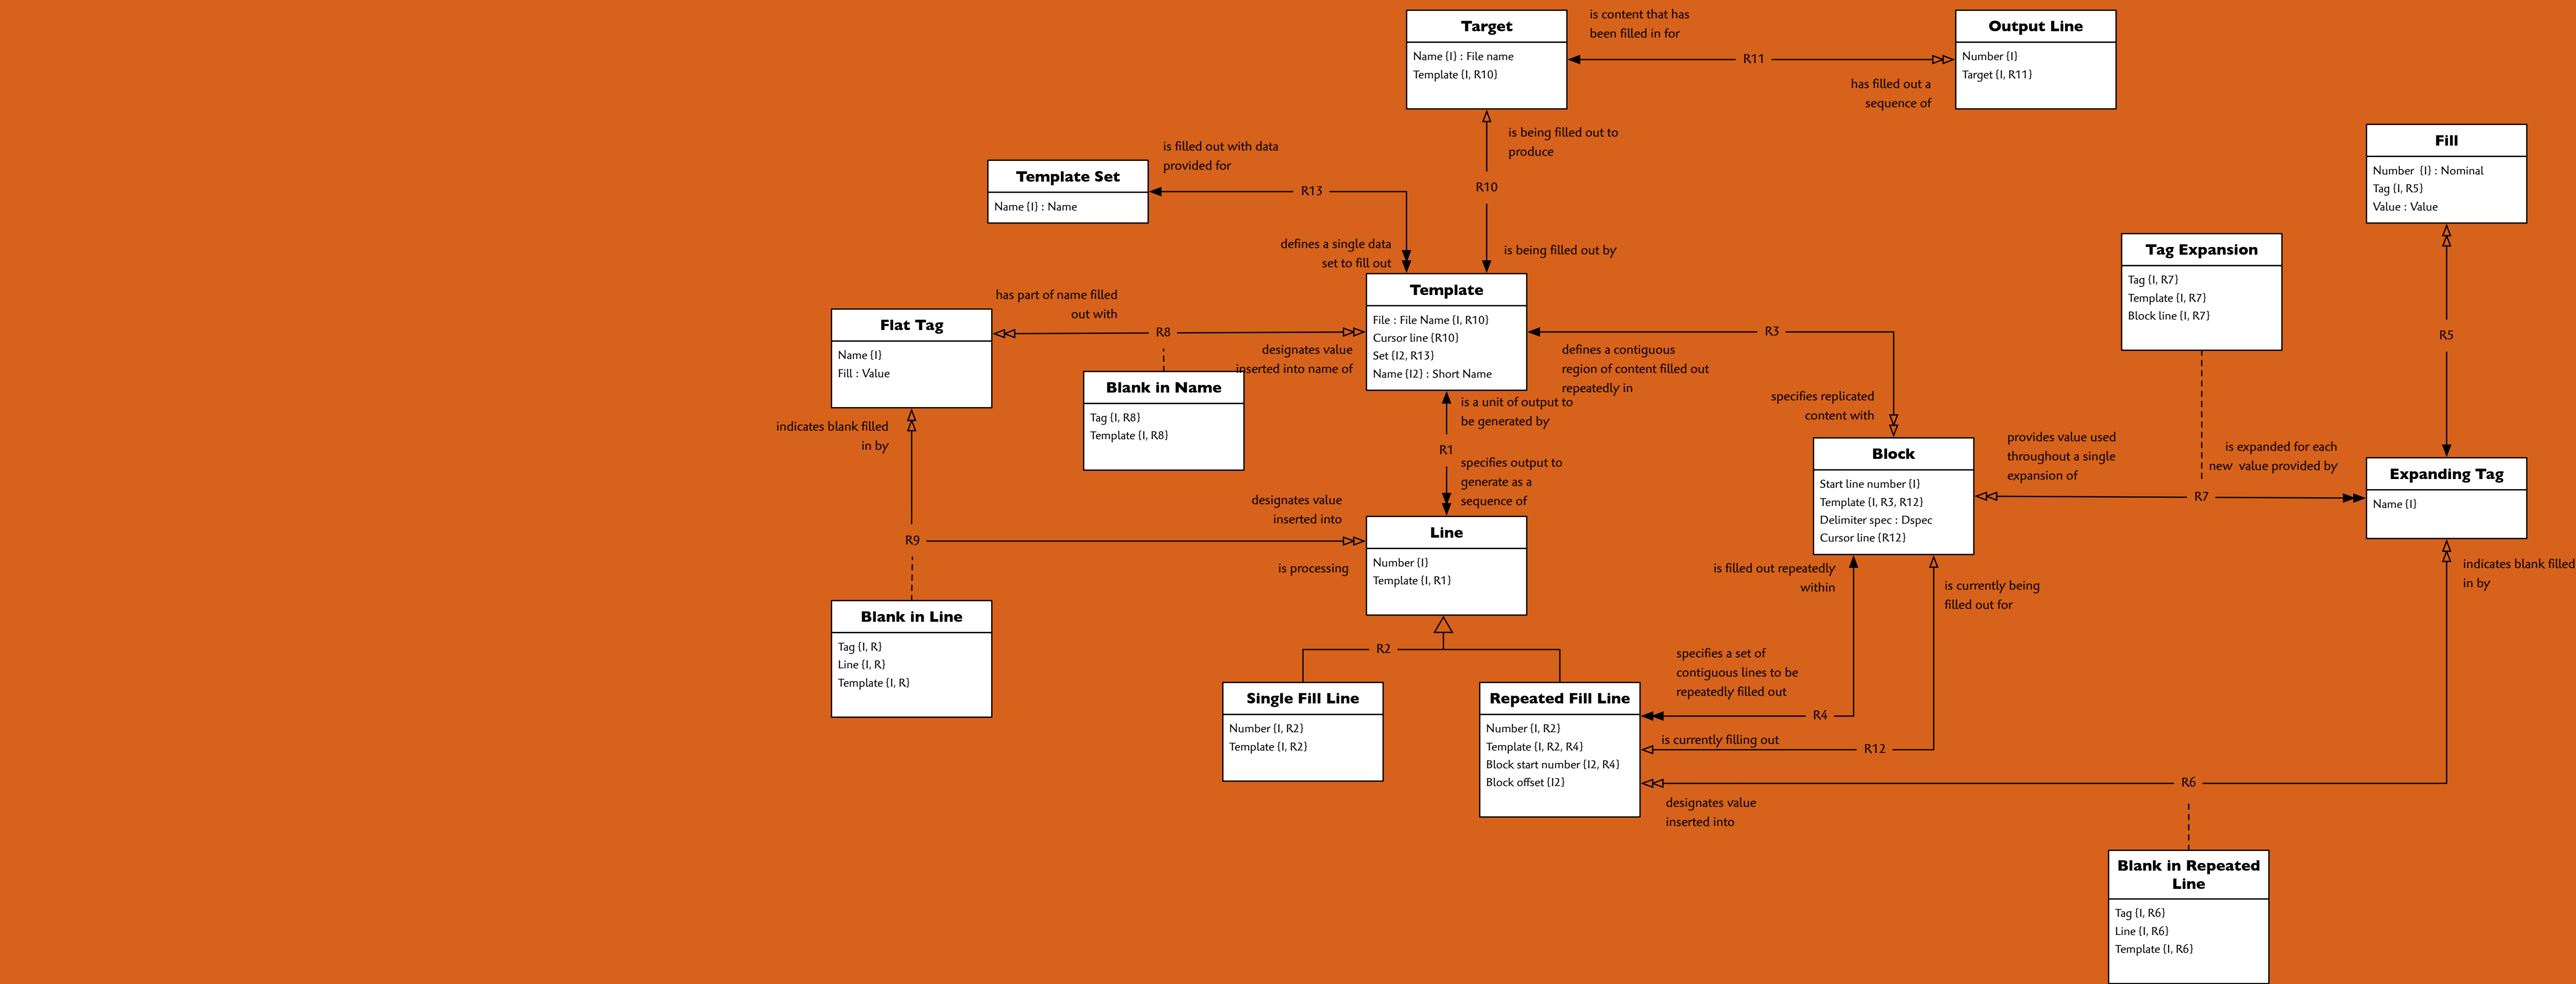 Target
Name {I} : File name
Template {I, R10}
is content that has
been filled in for
R11
has filled out a
sequence of
Output Line
Number {I}
Target {I, R11}
is being filled out to
produce
R10
is being filled out by
Fill
Number {I} : Nominal
Tag {I, R5}
Value : Value
Template Set
Name {I} : Name
is filled out with data
provided for
R13
defines a single data
set to fill out
Tag Expansion
Tag {I, R7}
Template {I, R7}
Block line {I, R7}
Template
File : File Name {I, R10}
Cursor line {R10}
Set {I2, R13}
Name {I2} : Short Name
Flat Tag
Name {I}
Fill : Value
has part of name filled
out with
R8
designates value
inserted into name of
Blank in Name
Tag {I, R8}
Template {I, R8}
R3
defines a contiguous
region of content filled out
repeatedly in
specifies replicated
content with
R5
is a unit of output to
be generated by
R1
specifies output to
generate as a
sequence of
indicates blank filled
in by
Block
Start line number {I}
Template {I, R3, R12}
Delimiter spec : Dspec
Cursor line {R12}
provides value used
throughout a single
expansion of
is expanded for each
new value provided by
R7
Expanding Tag
Name {I}
designates value
inserted into
R9
is processing
Line
Number {I}
Template {I, R1}
Blank in Line
Tag {I, R}
Line {I, R}
Template {I, R}
R2
is filled out repeatedly
within
is currently being
filled out for
indicates blank filled
in by
Single Fill Line
Number {I, R2}
Template {I, R2}
Repeated Fill Line
Number {I, R2}
Template {I, R2, R4}
Block start number {I2, R4}
Block offset {I2}
specifies a set of
contiguous lines to be
repeatedly filled out
R4
is currently filling out
R12
R6
designates value
inserted into
Blank in Repeated
Line
Tag {I, R6}
Line {I, R6}
Template {I, R6}